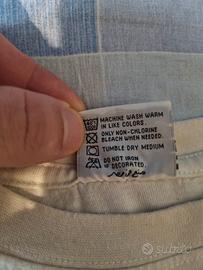 MACHINE WASH WARM
IN LIKE COLORS.
ONLY NON-CHLORINE
BLEACH WHEN NEEDED.
TUMBLE DRY MEDIUM
DO NOT IRON
IF DECORATED.
subito